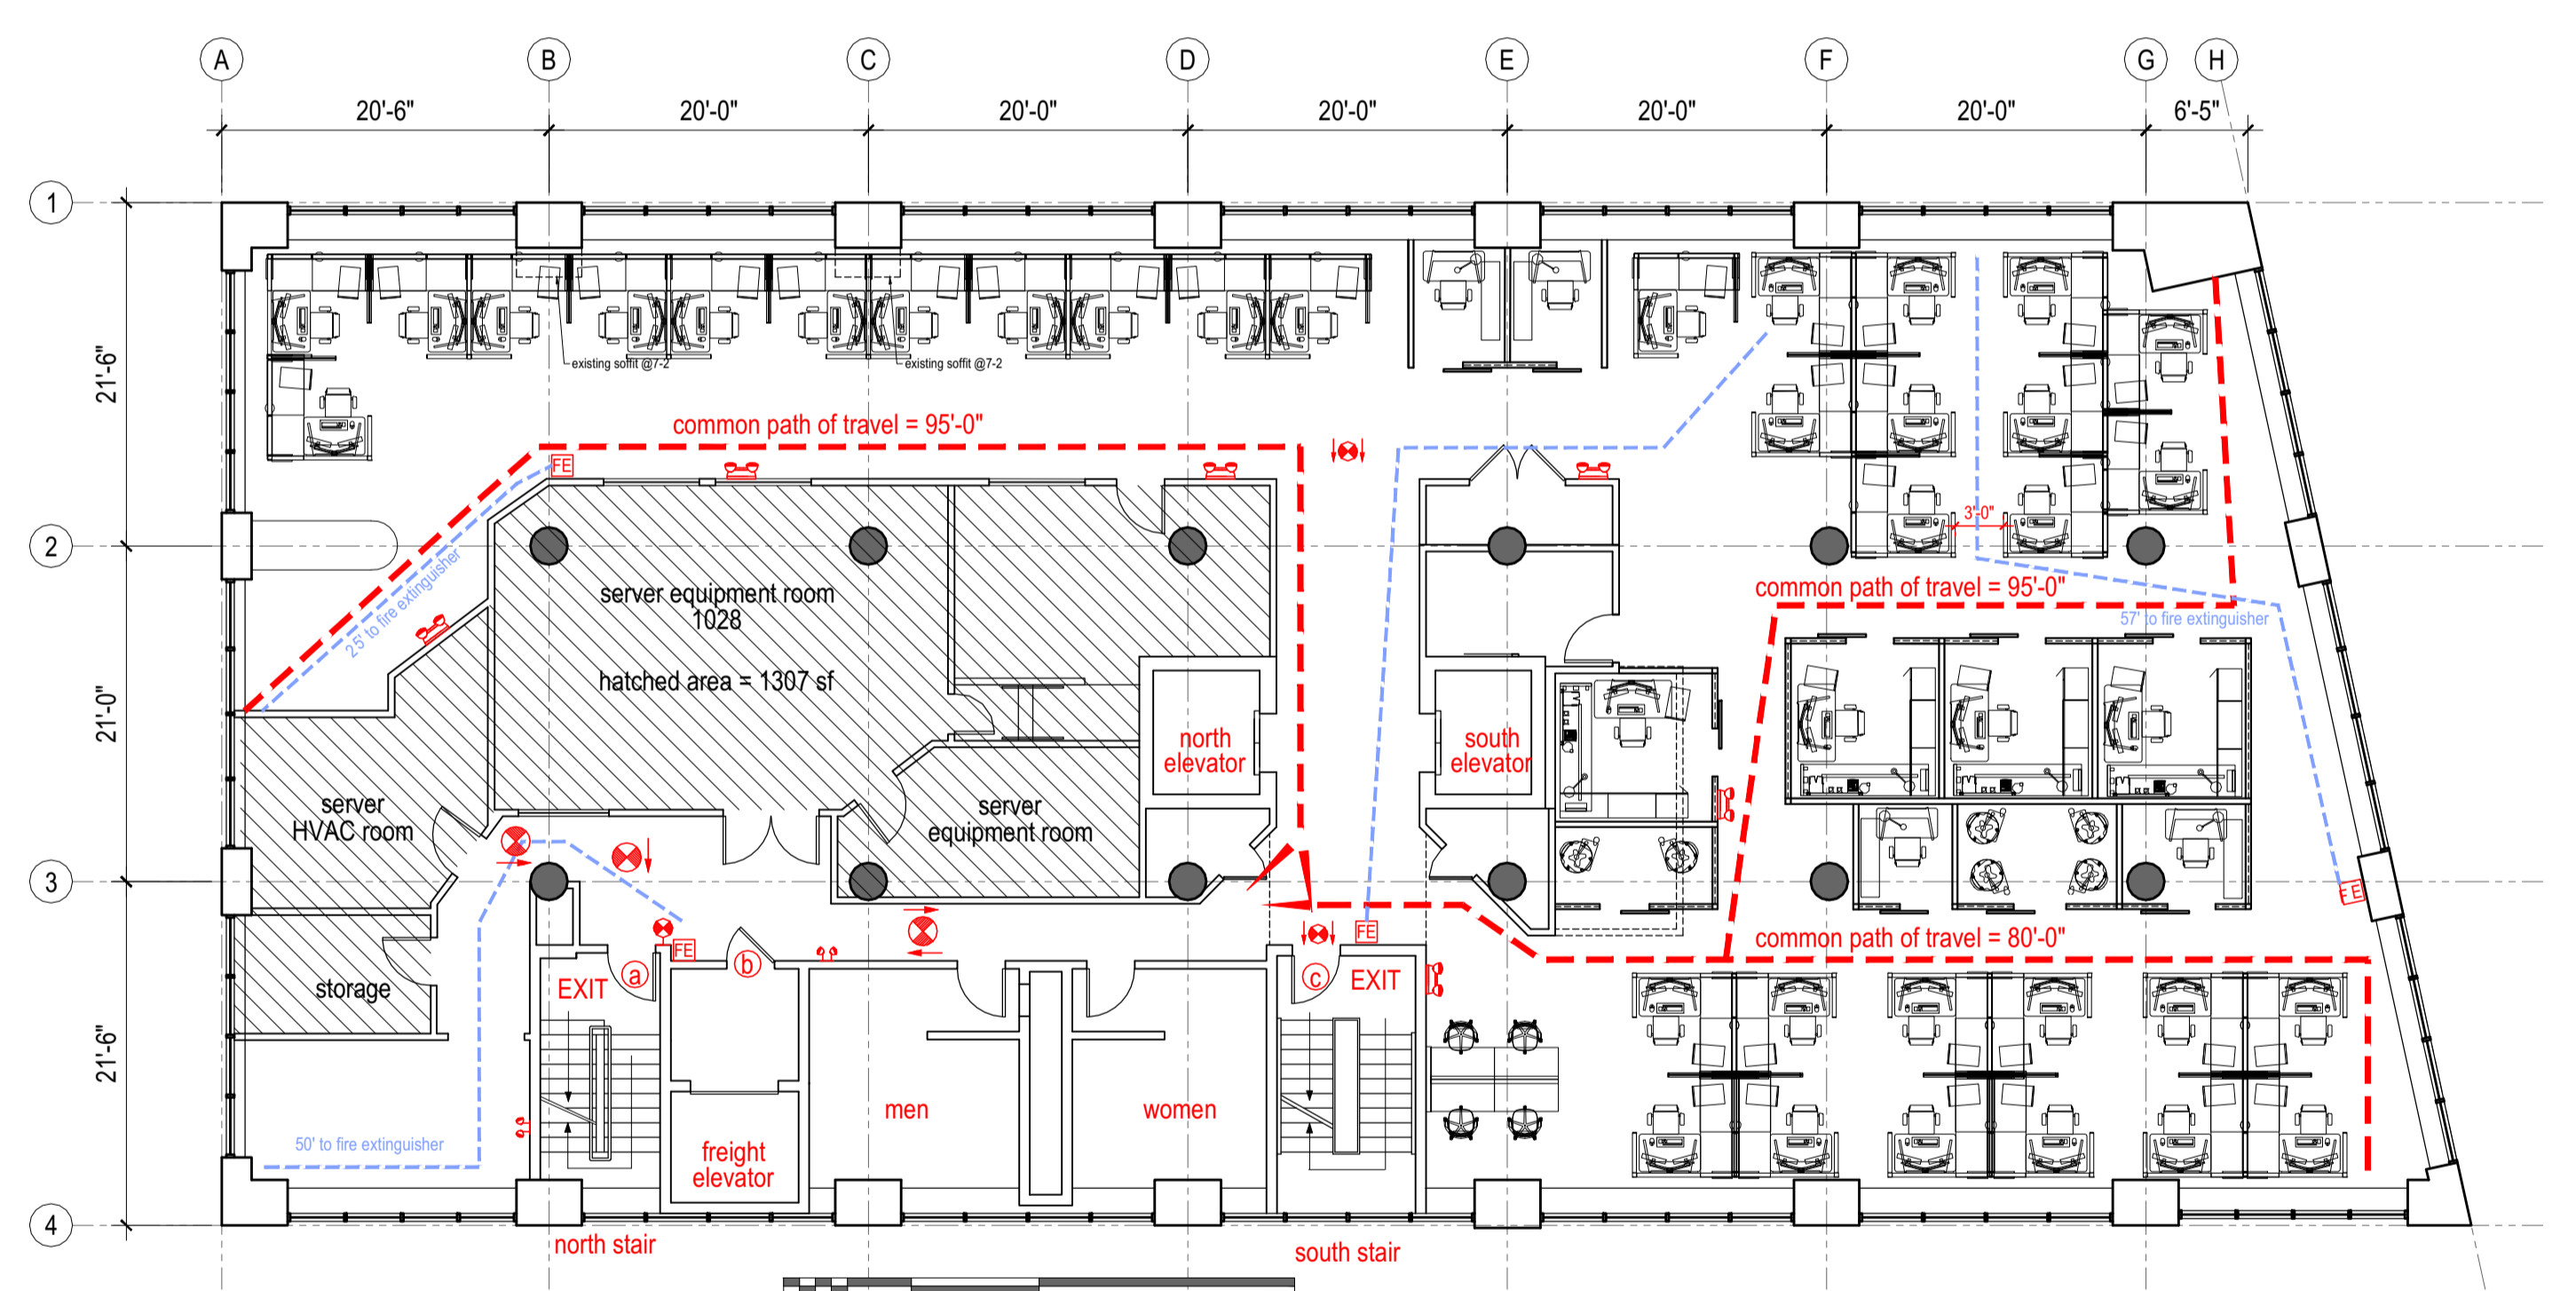 A
B
C
D
E
F
G
H
20'-6"
20'-0"
20'-0"
20'-0"
20'-0"
20'-0"
6'-5"
1
21'-6"
existing soffit @7-2
existing soffit @7-2
common path of travel = 95'-0"
FE
3'-0"
2
25' to fire extinguisher
server equipment room
1028
hatched area = 1307 sf
common path of travel = 95'-0"
57' to fire extinguisher
21'-0"
north
elevator
south
elevator
server
HVAC room
server
equipment room
3
FE
common path of travel = 80'-0"
FE
FE
a
b
c
EXIT
EXIT
storage
21'-6"
50' to fire extinguisher
men
women
freight
elevator
4
north stair
south stair